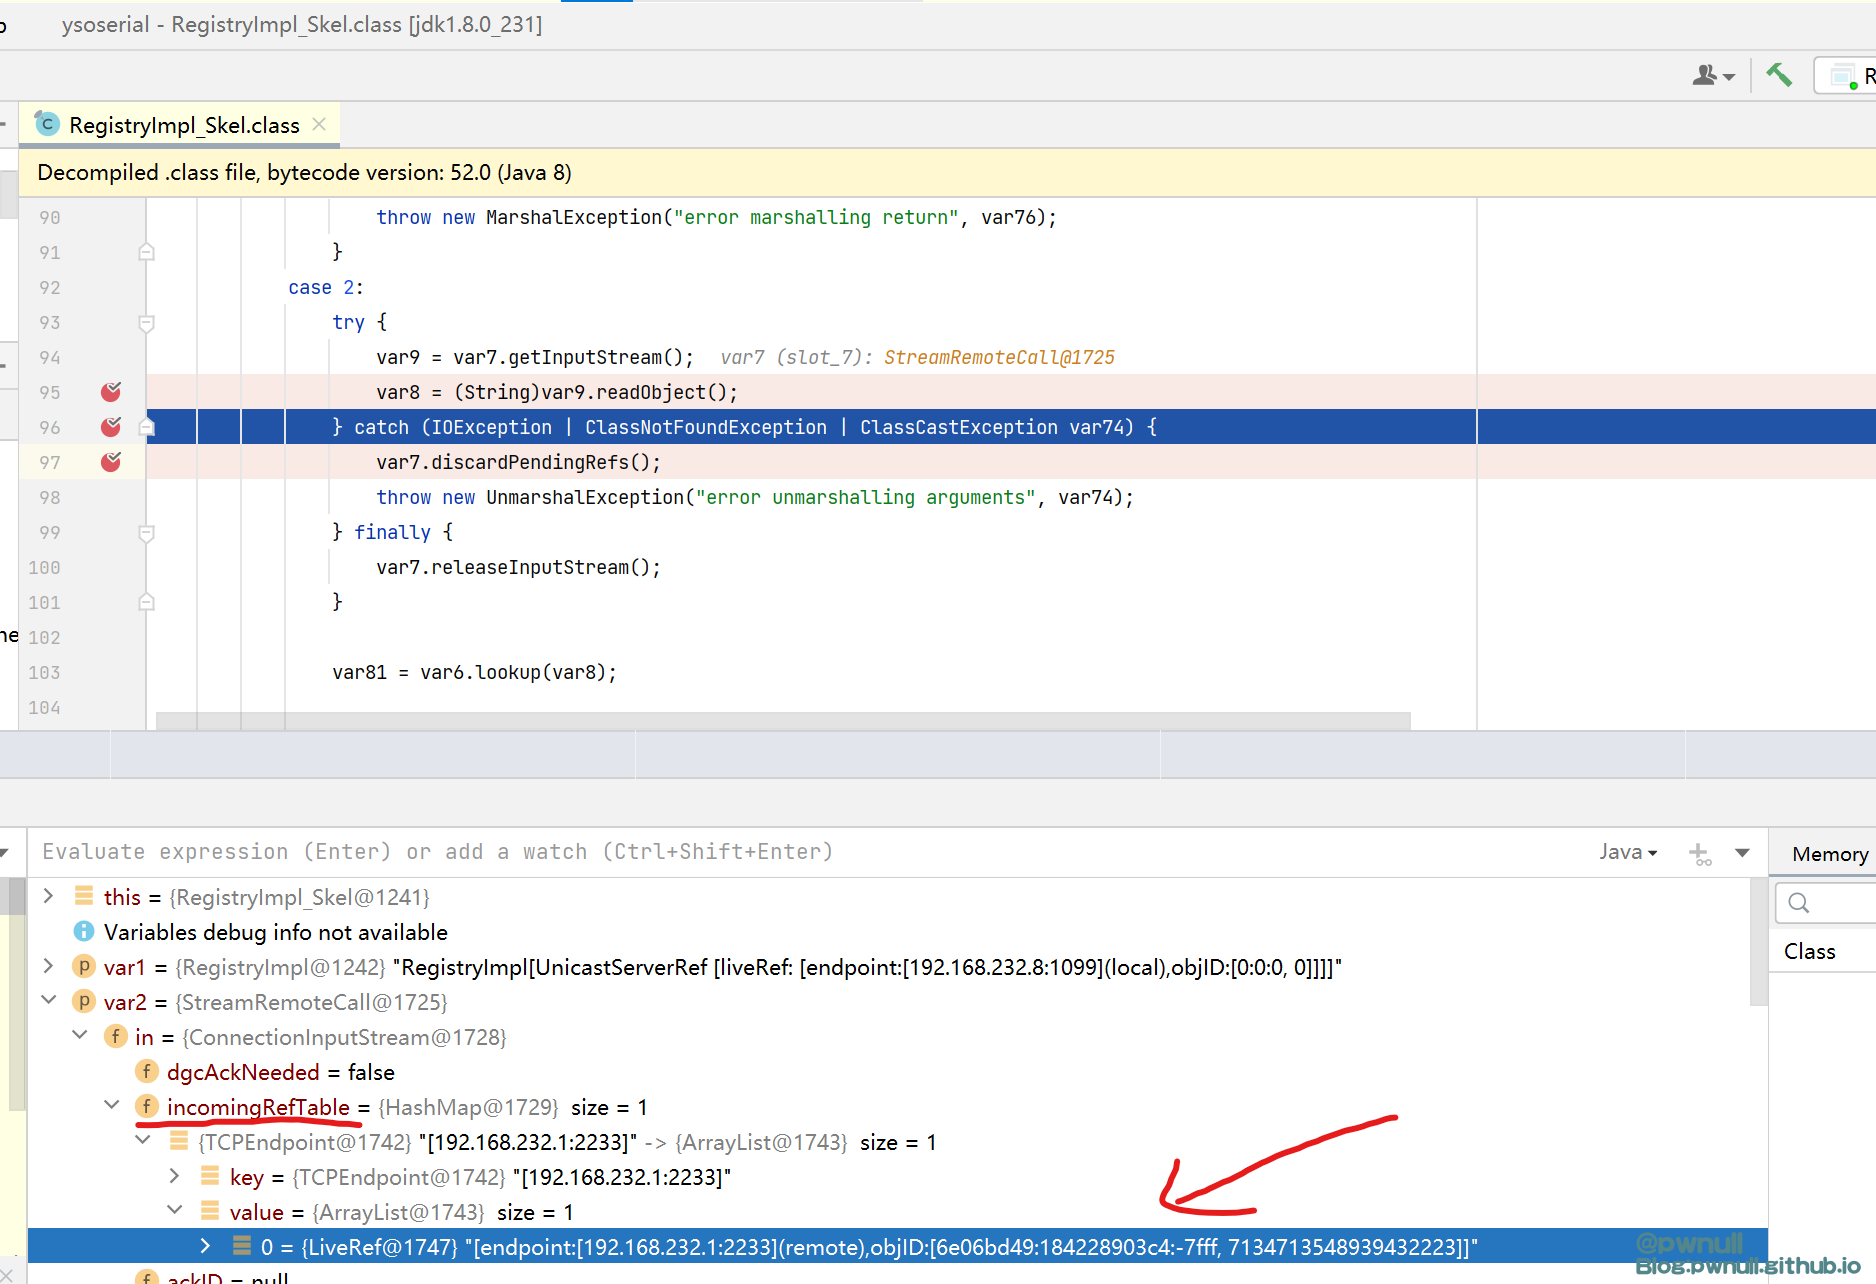 ysoserial - RegistryImpl_Skel.class [jdk1.8.0_231]
R
RegistryImpl_Skel.class
Decompiled .class file, bytecode version: 52.0 (Java 8)
90 throw new MarshalException("error marshalling return", var76);
91 }
92 case 2:
93 try {
94 var9 = var7.getInputStream(); var7 (slot_7): StreamRemoteCall@1725
95 var8 = (String)var9.readObject();
96 } catch (IOException | ClassNotFoundException | ClassCastException var74) {
97 var7.discardPendingRefs();
98 throw new UnmarshalException("error unmarshalling arguments", var74);
99 } finally {
100 var7.releaseInputStream();
101 }
102
103 var81 = var6.lookup(var8);
104
Evaluate expression (Enter) or add a watch (Ctrl+Shift+Enter)
Java
Memory
Class
this = {RegistryImpl_Skel@1241}
Variables debug info not available
var1 = {RegistryImpl@1242} "RegistryImpl[UnicastServerRef [liveRef: [endpoint:[192.168.232.8:1099](local),objID:[0:0:0, 0]]]]"
var2 = {StreamRemoteCall@1725}
in = {ConnectionInputStream@1728}
dgcAckNeeded = false
incomingRefTable = {HashMap@1729} size = 1
{TCPEndpoint@1742} "[192.168.232.1:2233]" -> {ArrayList@1743} size = 1
key = {TCPEndpoint@1742} "[192.168.232.1:2233]"
value = {ArrayList@1743} size = 1
0 = {LiveRef@1747} "[endpoint:[192.168.232.1:2233](remote),objID:[6e06bd49:184228903c4:-7fff, 7134713548939432223]]"
ackID = null
@pwnull
Blog.pwnull.github.io